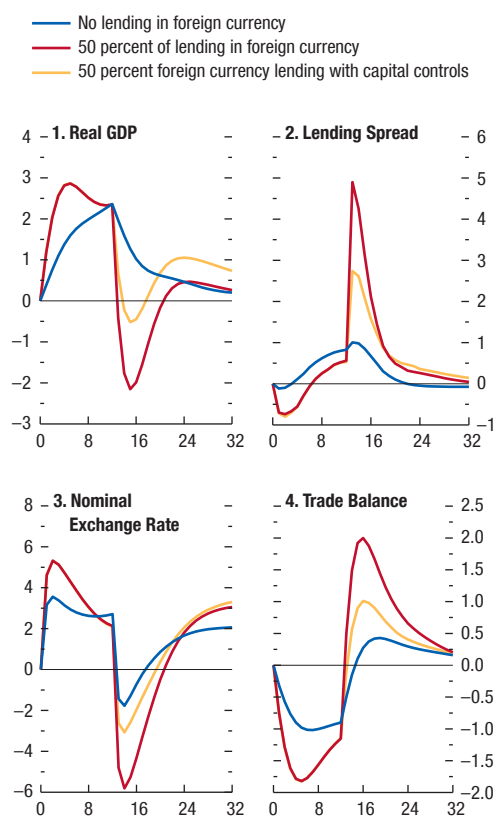 No lending in foreign currency
50 percent of lending in foreign currency
50 percent foreign currency lending with capital controls
1. Real GDP
4
3
2
1
0
–1
–2
–3
0 8 16 24 32
2. Lending Spread
6
5
4
3
2
1
0
–1
0 8 16 24 32
3. Nominal
Exchange Rate
8
6
4
2
0
–2
–4
–6
0 8 16 24 32
4. Trade Balance
2.5
2.0
1.5
1.0
0.5
0.0
–0.5
–1.0
–1.5
–2.0
0 8 16 24 32